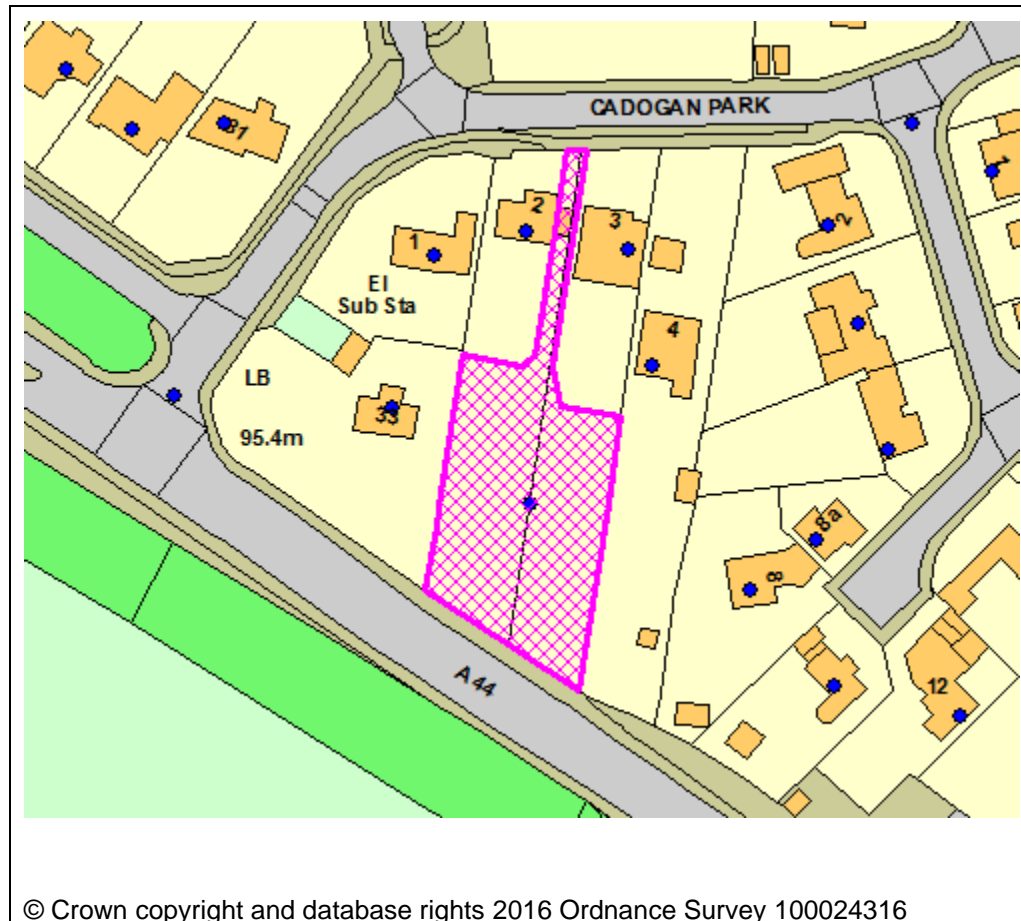 31
CADOGAN PARK
2
3
1
2
1
El
Sub Sta
4
LB
33
95.4m
8a
8
A 44
12
© Crown copyright and database rights 2016 Ordnance Survey 100024316